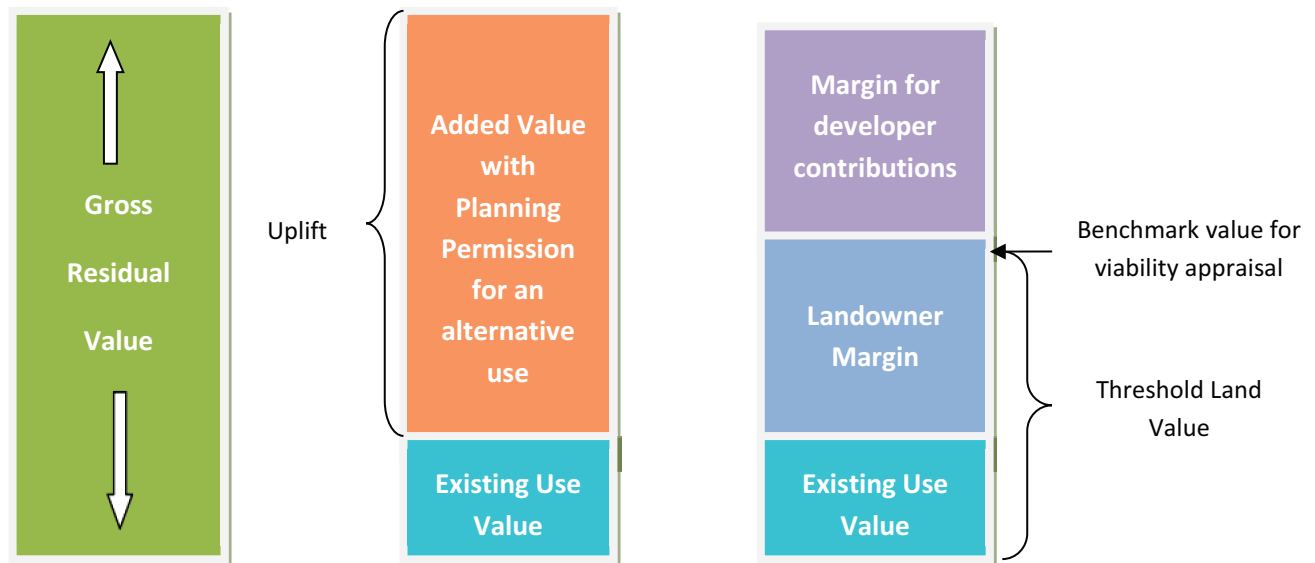 Gross
Residual
Value
Uplift
Added Value
with
Planning
Permission
for an
alternative
use
Existing Use
Value
Margin for
developer
contributions
Landowner
Margin
Existing Use
Value
Benchmark value for
viability appraisal
Threshold Land
Value